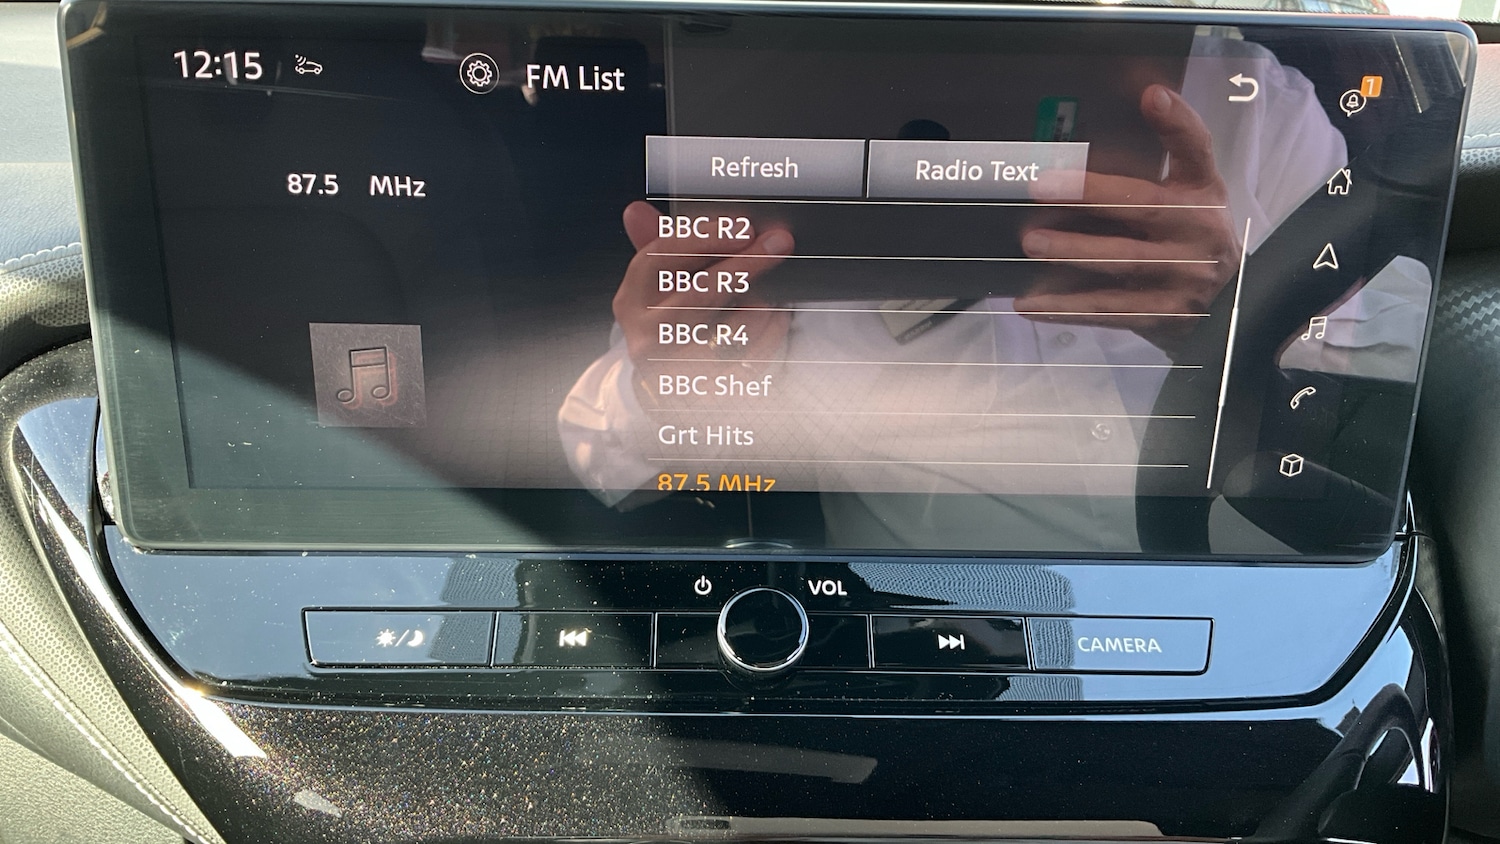 12:15
FM List
1
87.5 MHz
Refresh
Radio Text
BBC R2
BBC R3
BBC R4
BBC Shef
Grt Hits
87.5 MHz
VOL
CAMERA